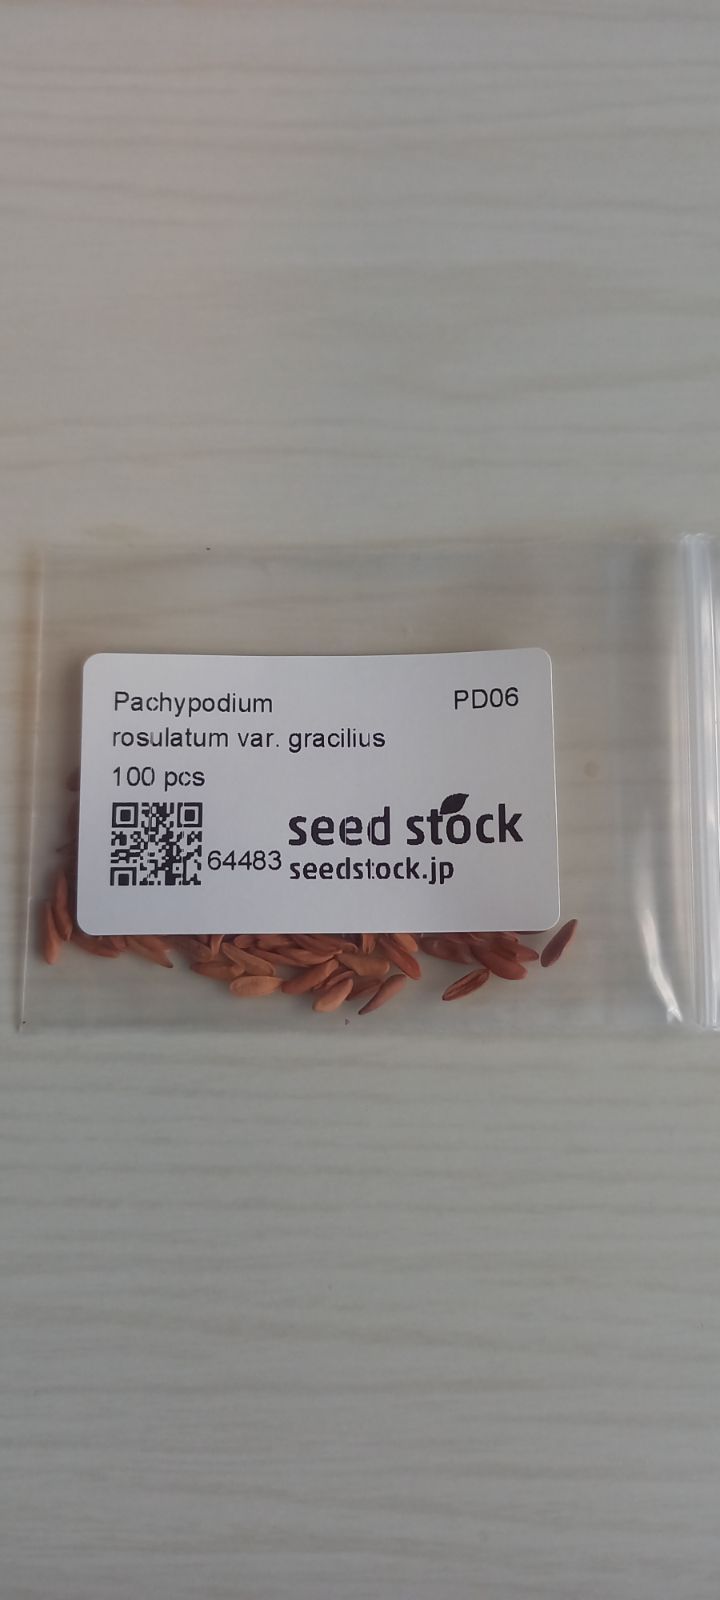 Pachypodium PD06
rosulatum var. gracilius
100 pcs
64483
seed stock
seedstock.jp